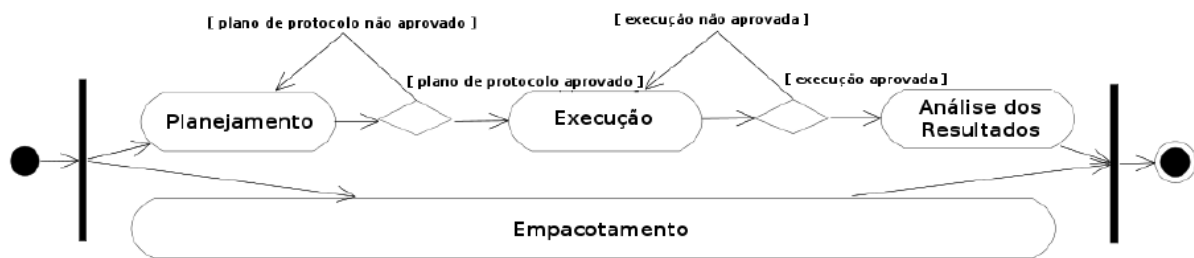 [ plano de protocolo não aprovado ]
[ execução não aprovada ]
[ plano de protocolo aprovado ]
[ execução aprovada ]
Planejamento
Execução
Análise dos
Resultados
Empacotamento